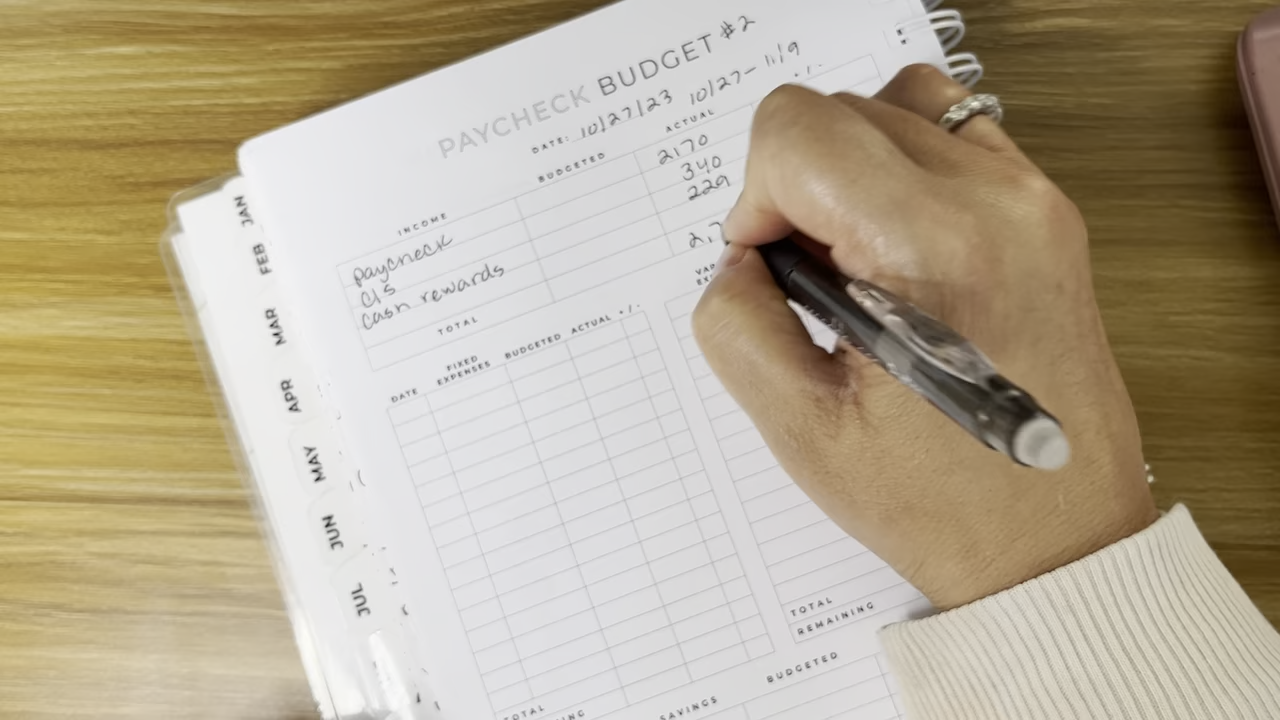 PAYCHECK BUDGET #2
DATE: 10/27/23 10/27-11/9
INCOME BUDGETED ACTUAL +/-
paycheck 2170
C/S 340
cash rewards 229
TOTAL 2,7
DATE FIXED EXPENSES BUDGETED ACTUAL +/-
TOTAL
REMAINING
TOTAL
SAVINGS BUDGETED
JAN
FEB
MAR
APR
MAY
JUN
JUL